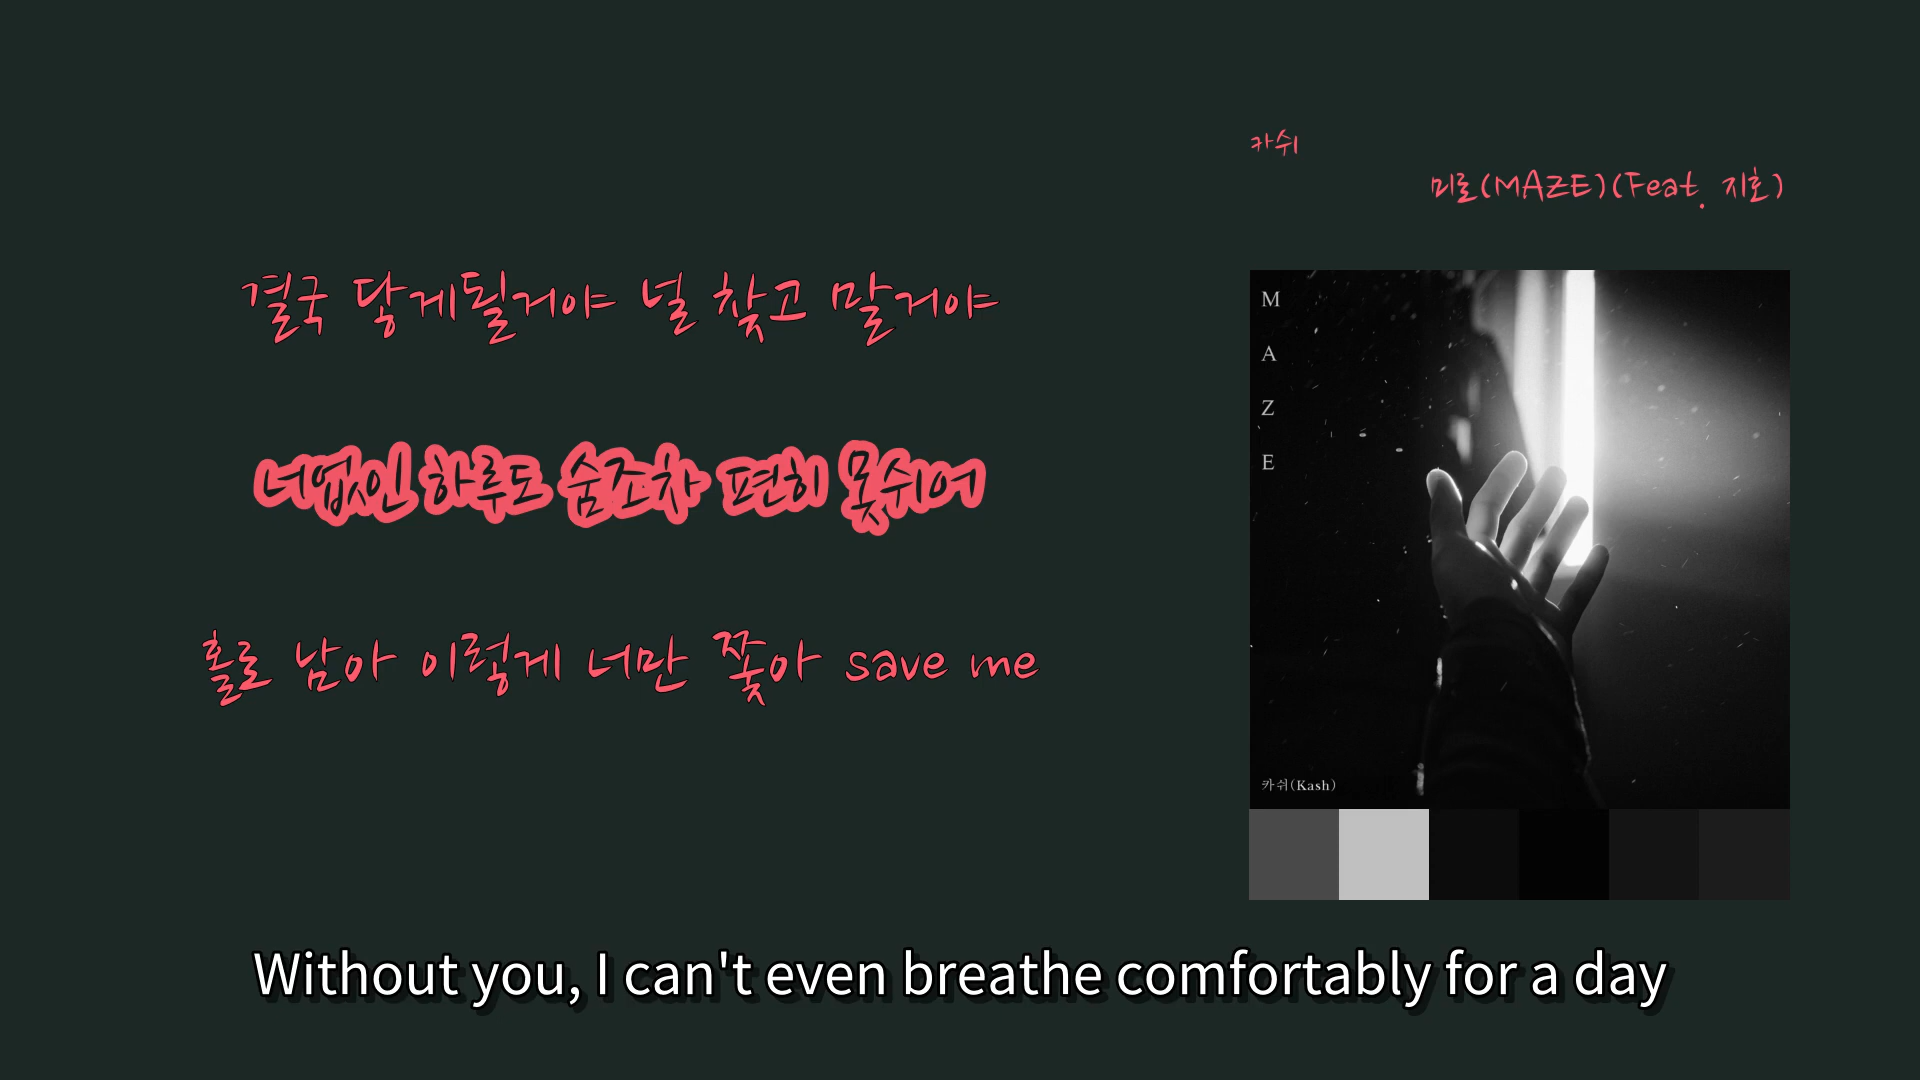 카쉬
미로(MAZE)(Feat. 지호)
결국 닿게될거야 널 찾고 말거야
너없인 하루도 숨조차 편히 못쉬어
홀로 남아 이렇게 너만 쫓아 save me
M
A
Z
E
카쉬(Kash)
Without you, I can't even breathe comfortably for a day